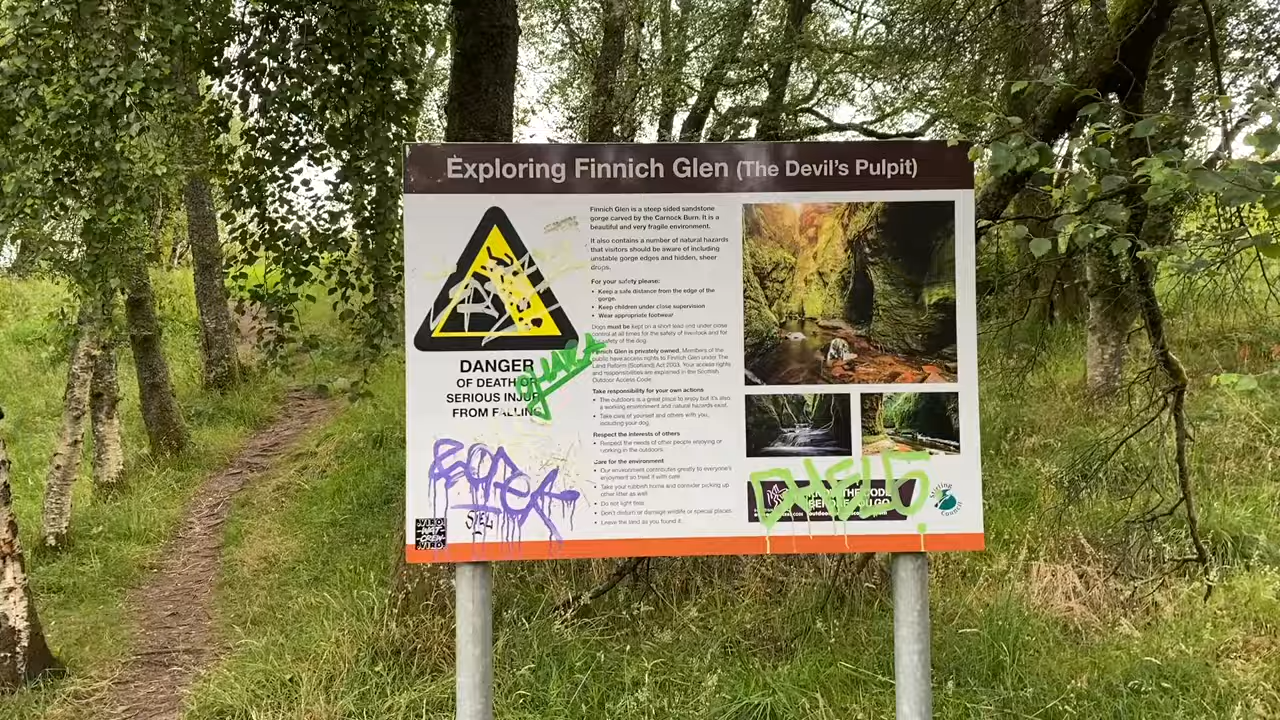 Exploring Finnich Glen (The Devil's Pulpit)
DANGER
OF DEATH OR
SERIOUS INJU
FROM FALLING
Finnich Glen is a steep sided sandstone
gorge carved by the Carnock Burn. It is a
beautiful and very fragile environment.
It also contains a number of natural hazards
that visitors should be aware of including
unstable gorge edges and hidden, sheer
drops.
For your safety please:
• Keep a safe distance from the edge of the
gorge.
• Keep children under close supervision
• Wear appropriate footwear
Dogs must be kept on a short lead and under close
control at all times for the safety of livestock and for
safety of the dog.
Finnich Glen is privately owned. Members of the
public have access rights to Finnich Glen under The
Land Reform (Scotland) Act 2003. Your access rights
and responsibilities are explained in the Scottish
Outdoor Access Code.
Take responsibility for your own actions
• The outdoors is a great place to enjoy but it's also
a working environment and natural hazards exist.
• Take care of yourself and others with you,
including your dog.
Respect the interests of others
• Respect the needs of other people enjoying or
working in the outdoors.
Care for the environment
• Our environment contributes greatly to everyone's
enjoyment so treat it with care.
• Take your rubbish home and consider picking up
other litter as well
• Do not light fires
• Don't disturb or damage wildlife or special places.
• Leave the land as you found it.
THE CODE
GO
Stirling
Council